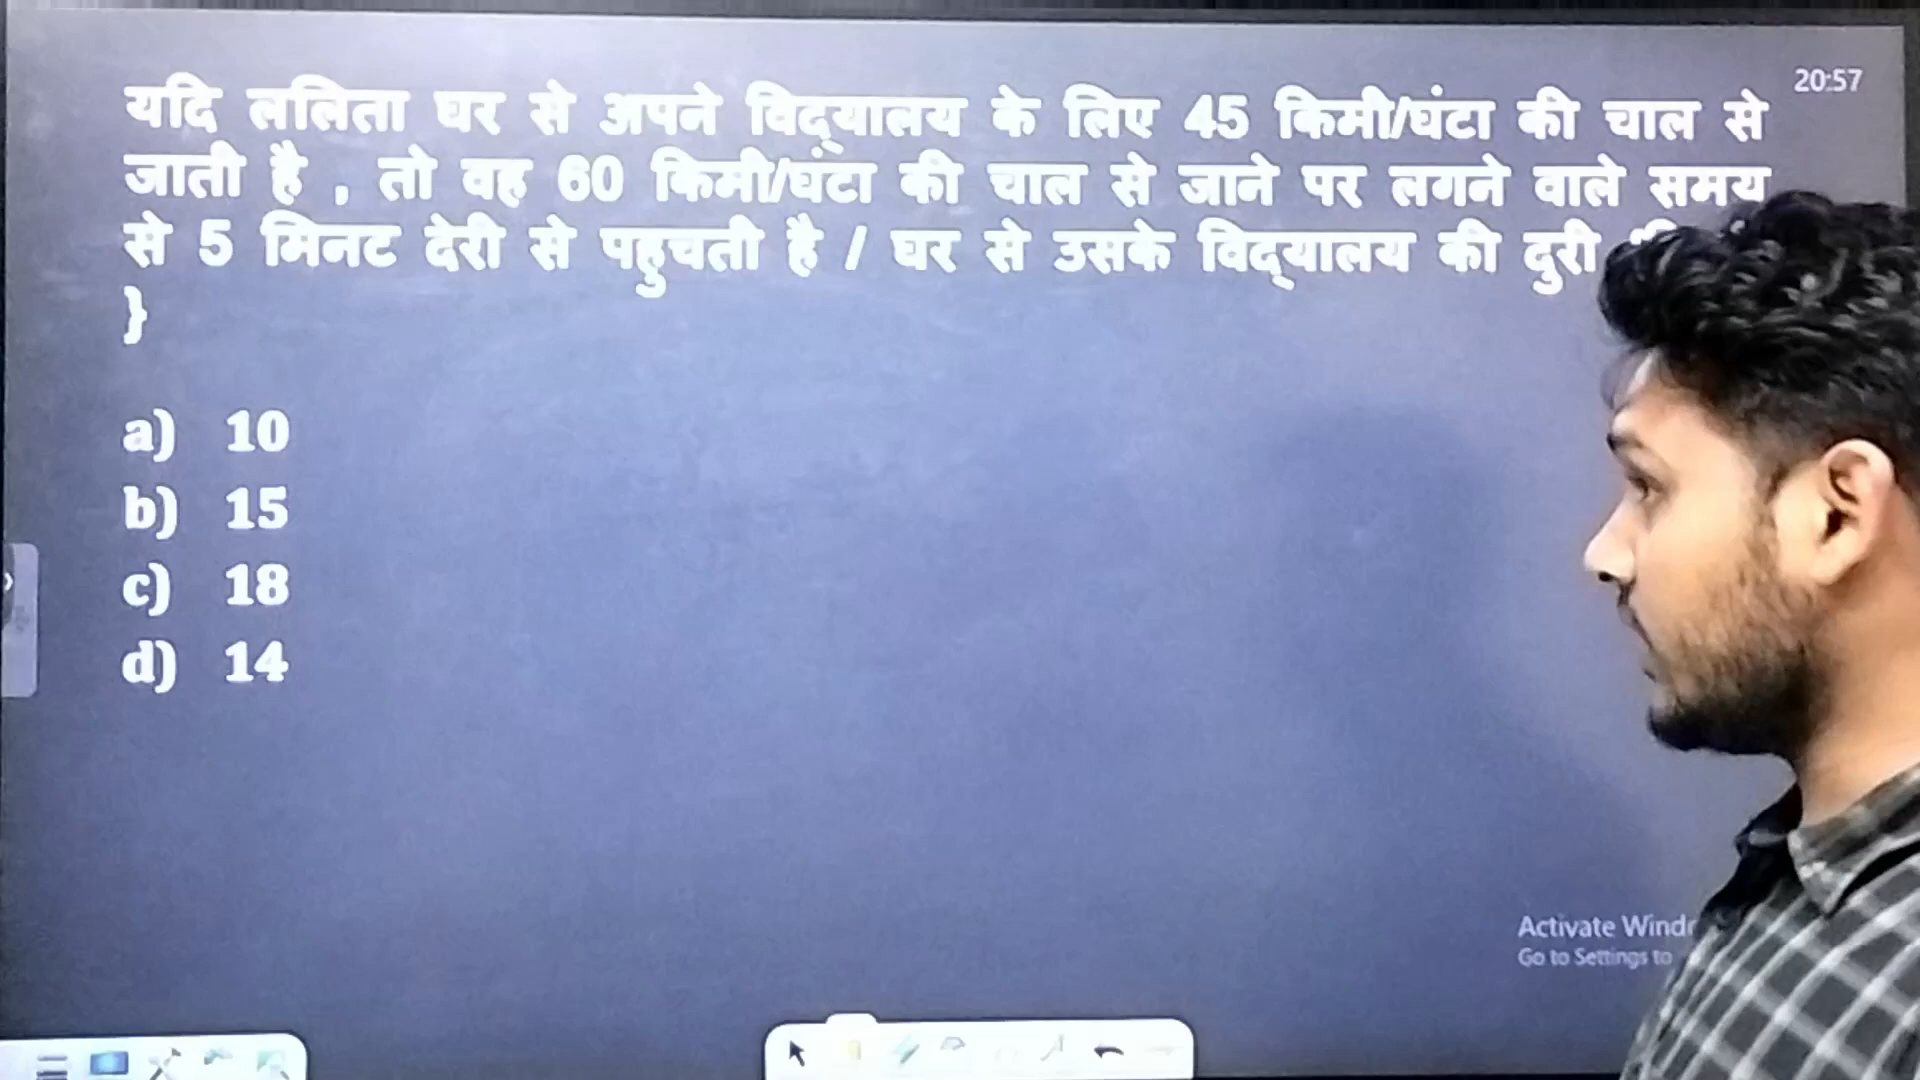 20:57
यदि ललिता घर से अपने विद्यालय के लिए 45 किमी/घंटा की चाल से
जाती है , तो वह 60 किमी/घंटा की चाल से जाने पर लगने वाले समय
से 5 मिनट देरी से पहुचती है / घर से उसके विद्यालय की दुरी
}
a) 10
b) 15
c) 18
d) 14
Activate
Go to Settings to